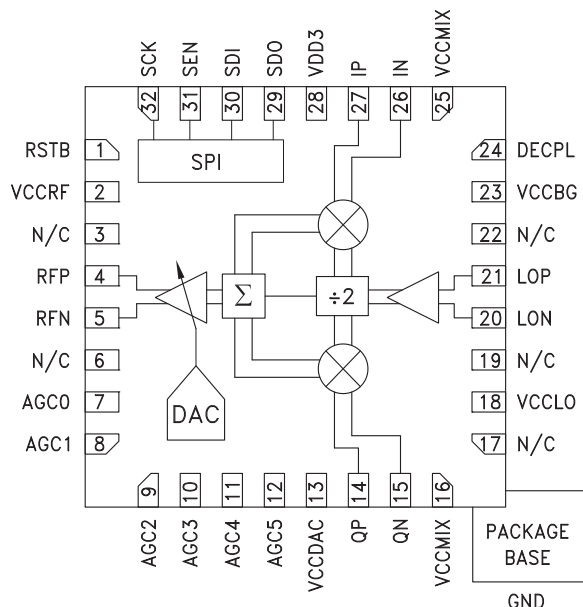 SCK SEN SDI SDO VDD3 IP IN VCCMIX
32 31 30 29 28 27 26 25
SPI
RSTB 1
VCCRF 2
N/C 3
RFP 4
RFN 5
N/C 6
AGC0 7
AGC1 8
24 DECPL
23 VCCBG
22 N/C
21 LOP
20 LON
19 N/C
18 VCCLO
17 N/C
Σ
÷2
DAC
9 10 11 12 13 14 15 16
AGC2 AGC3 AGC4 AGC5 VCCDAC QP QN VCCMIX
PACKAGE
BASE
GND